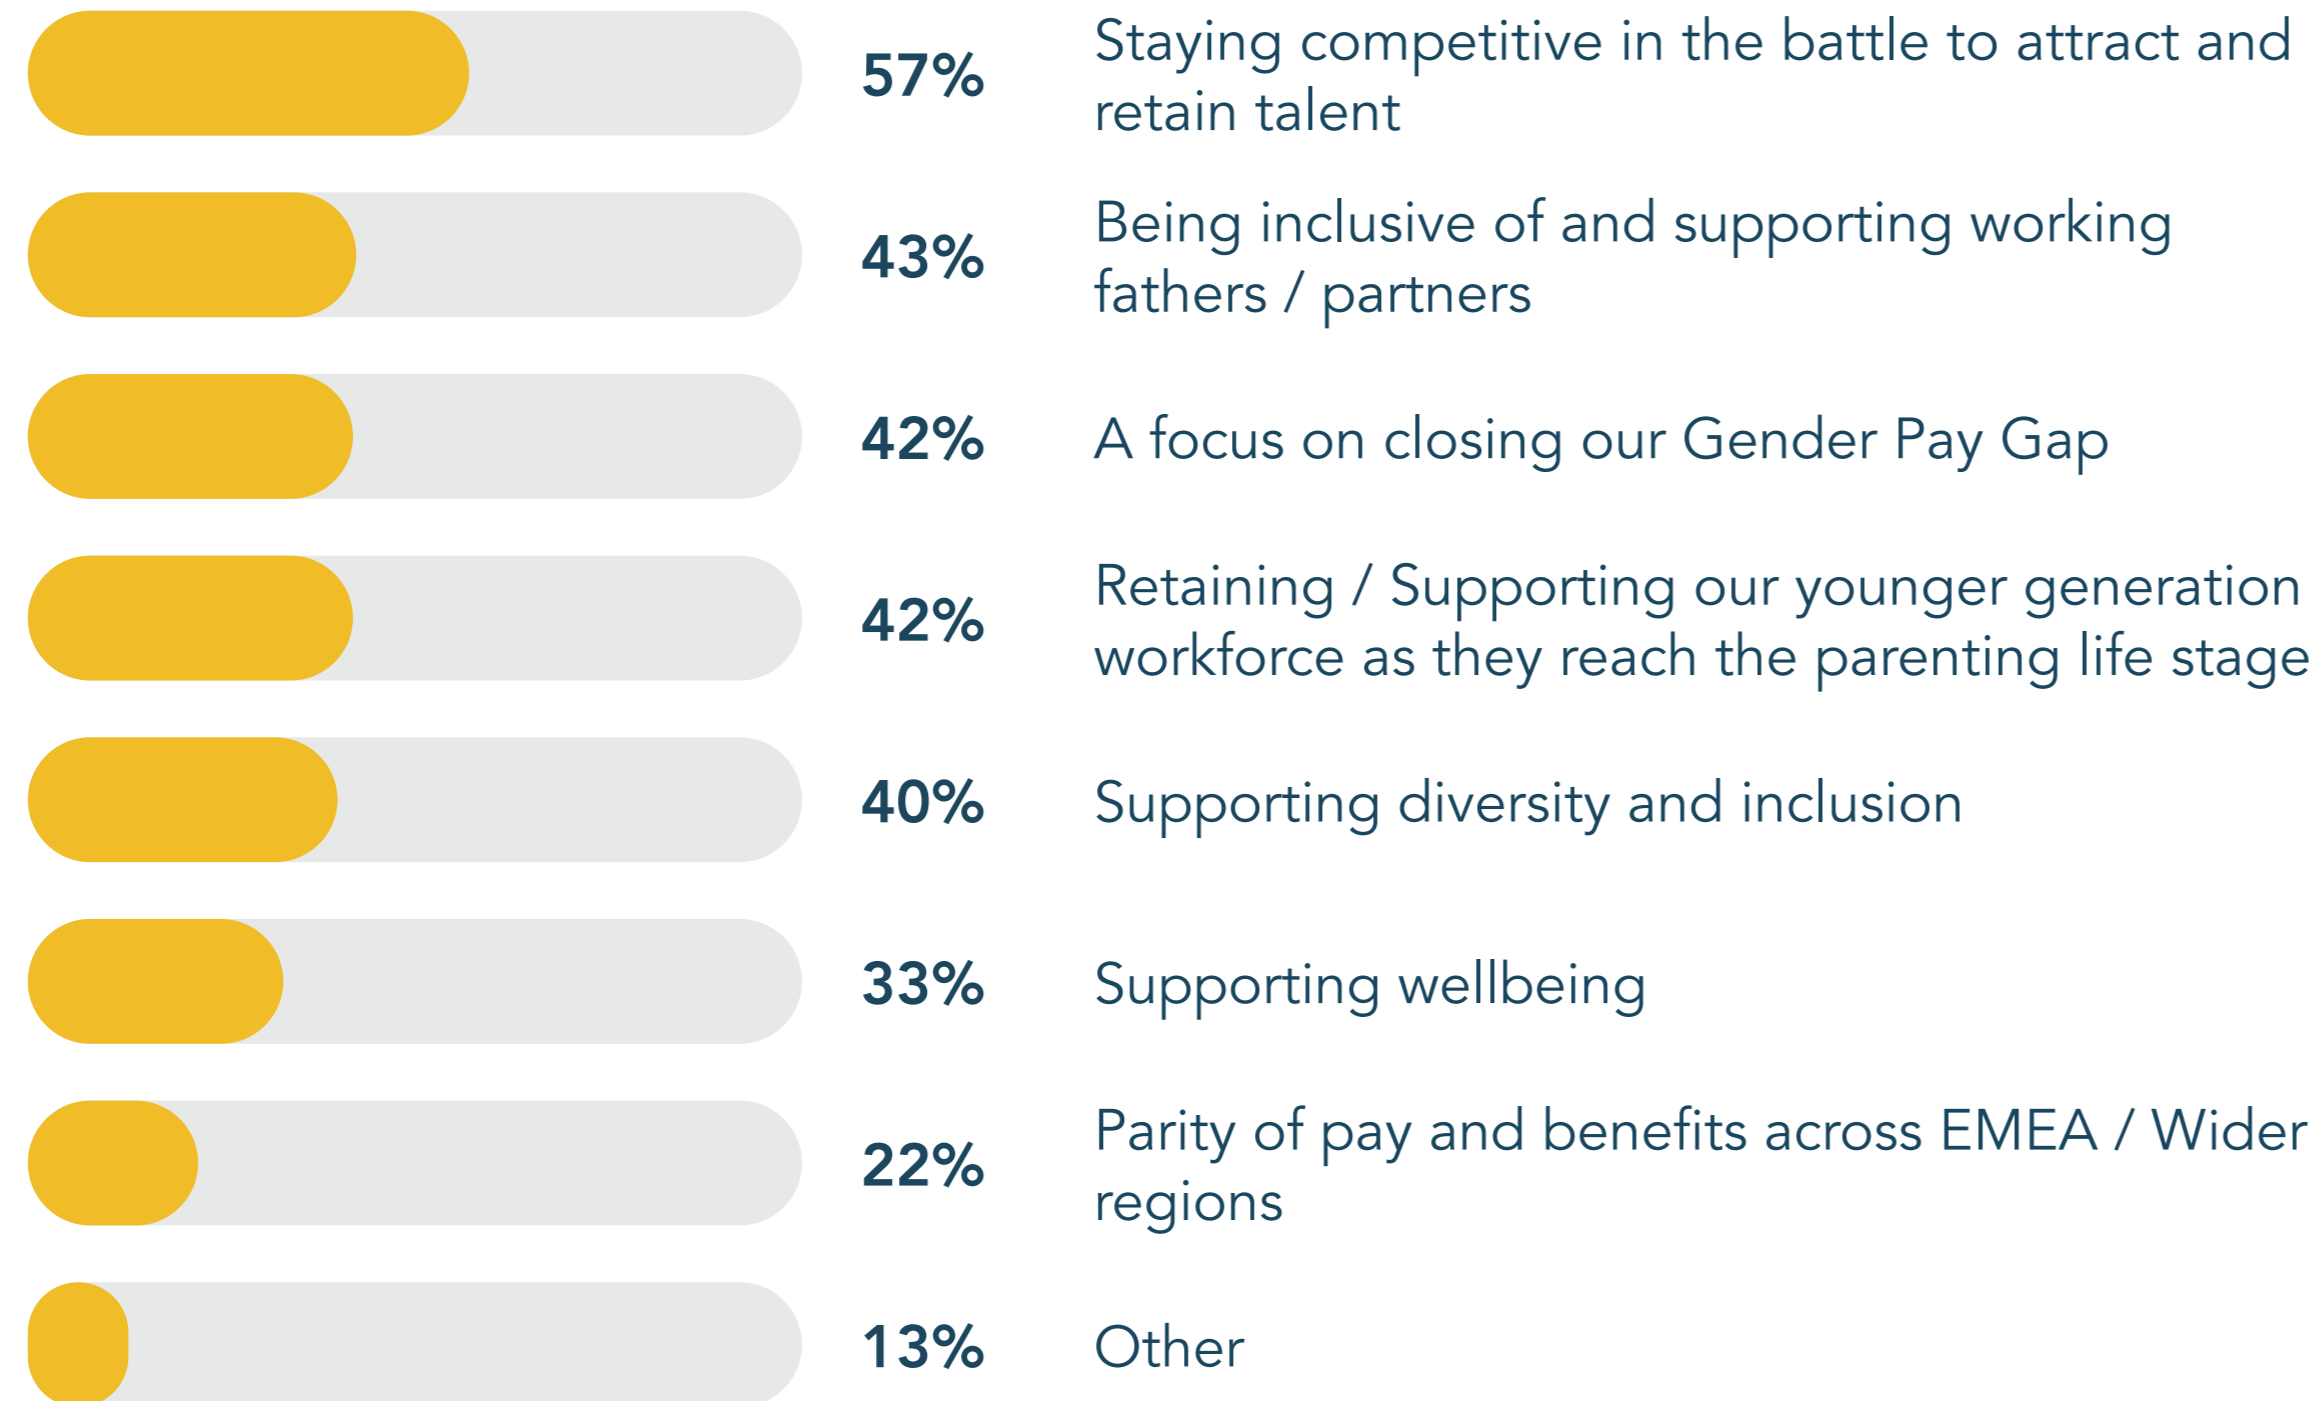 57%
Staying competitive in the battle to attract and
retain talent
43%
Being inclusive of and supporting working
fathers / partners
42%
A focus on closing our Gender Pay Gap
42%
Retaining / Supporting our younger generation
workforce as they reach the parenting life stage
40%
Supporting diversity and inclusion
33%
Supporting wellbeing
22%
Parity of pay and benefits across EMEA / Wider
regions
13%
Other